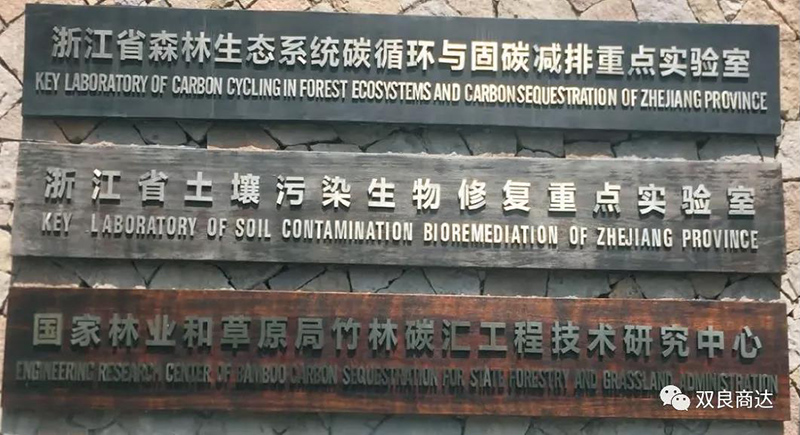 浙江省森林生态系统碳循环与固碳减排重点实验室
KEY LABORATORY OF CARBON CYCLING IN FOREST ECOSYSTEMS AND CARBON SEQUESTRATION OF ZHEJIANG PROVINCE
浙江省土壤污染生物修复重点实验室
KEY LABORATORY OF SOIL CONTAMINATION BIOREMEDIATION OF ZHEJIANG PROVINCE
国家林业和草原局竹林碳汇工程技术研究中心
ENGINEERING RESEARCH CENTER OF BAMBOO CARBON SEQUESTRATION FOR STATE FORESTRY AND GRASSLAND ADMINISTRATION
双良商达